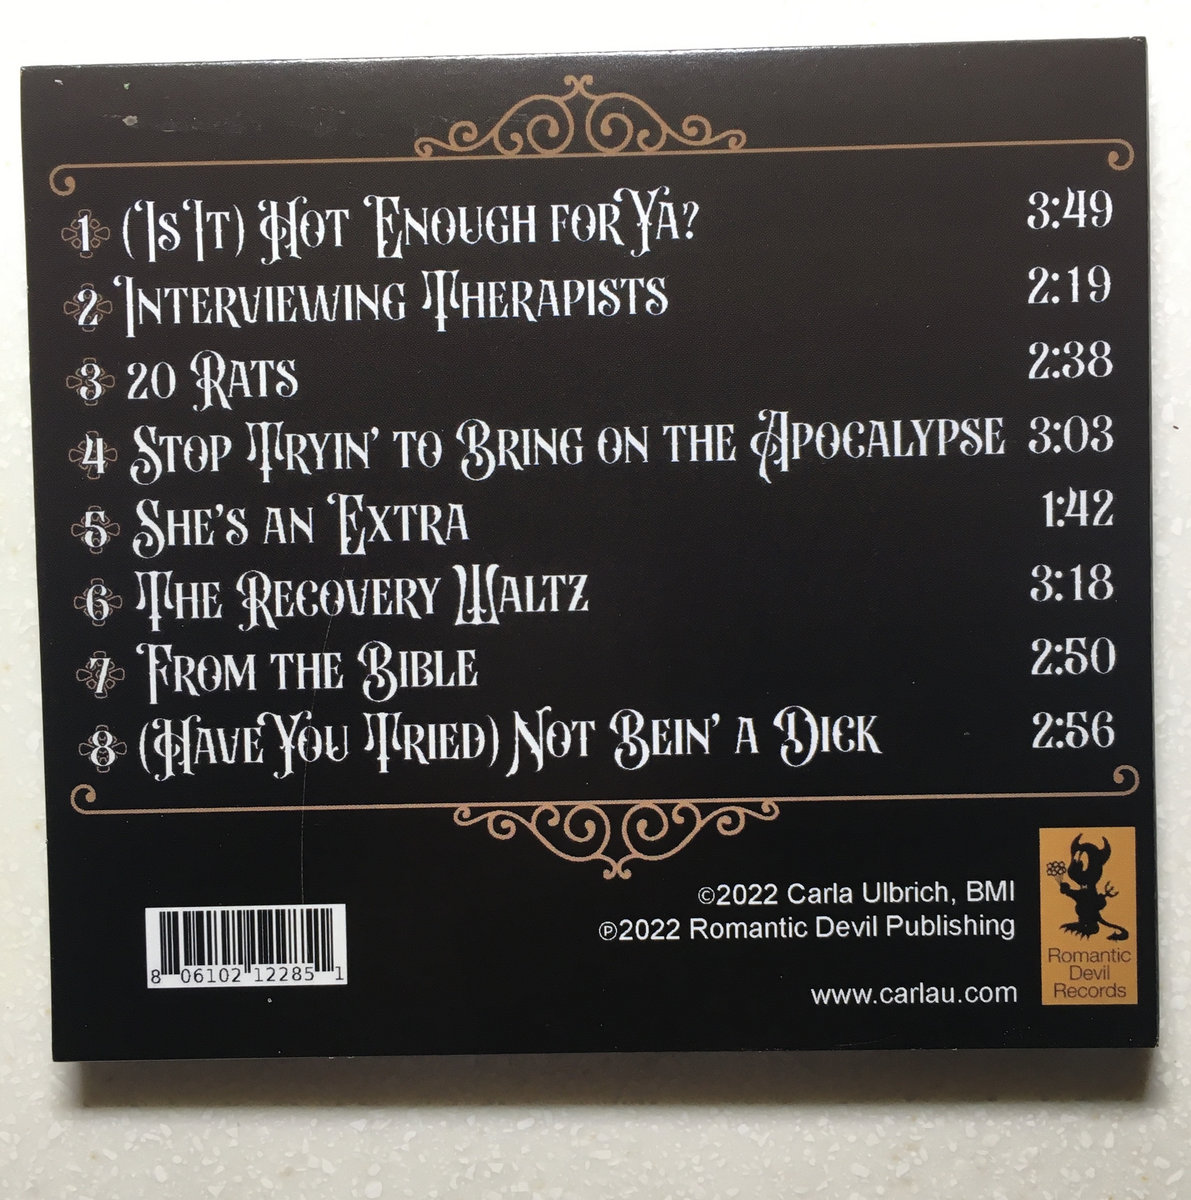 1 (Is It) Hot Enough for Ya? 3:49
2 Interviewing Therapists 2:19
3 20 Rats 2:38
4 Stop Tryin' to Bring on the Apocalypse 3:03
5 She's an Extra 1:42
6 The Recovery Waltz 3:18
7 From the Bible 2:50
8 (Have You Tried) Not Bein' a Dick 2:56
©2022 Carla Ulbrich, BMI
℗2022 Romantic Devil Publishing
www.carlau.com
Romantic
Devil
Records
8 06102 12285 1